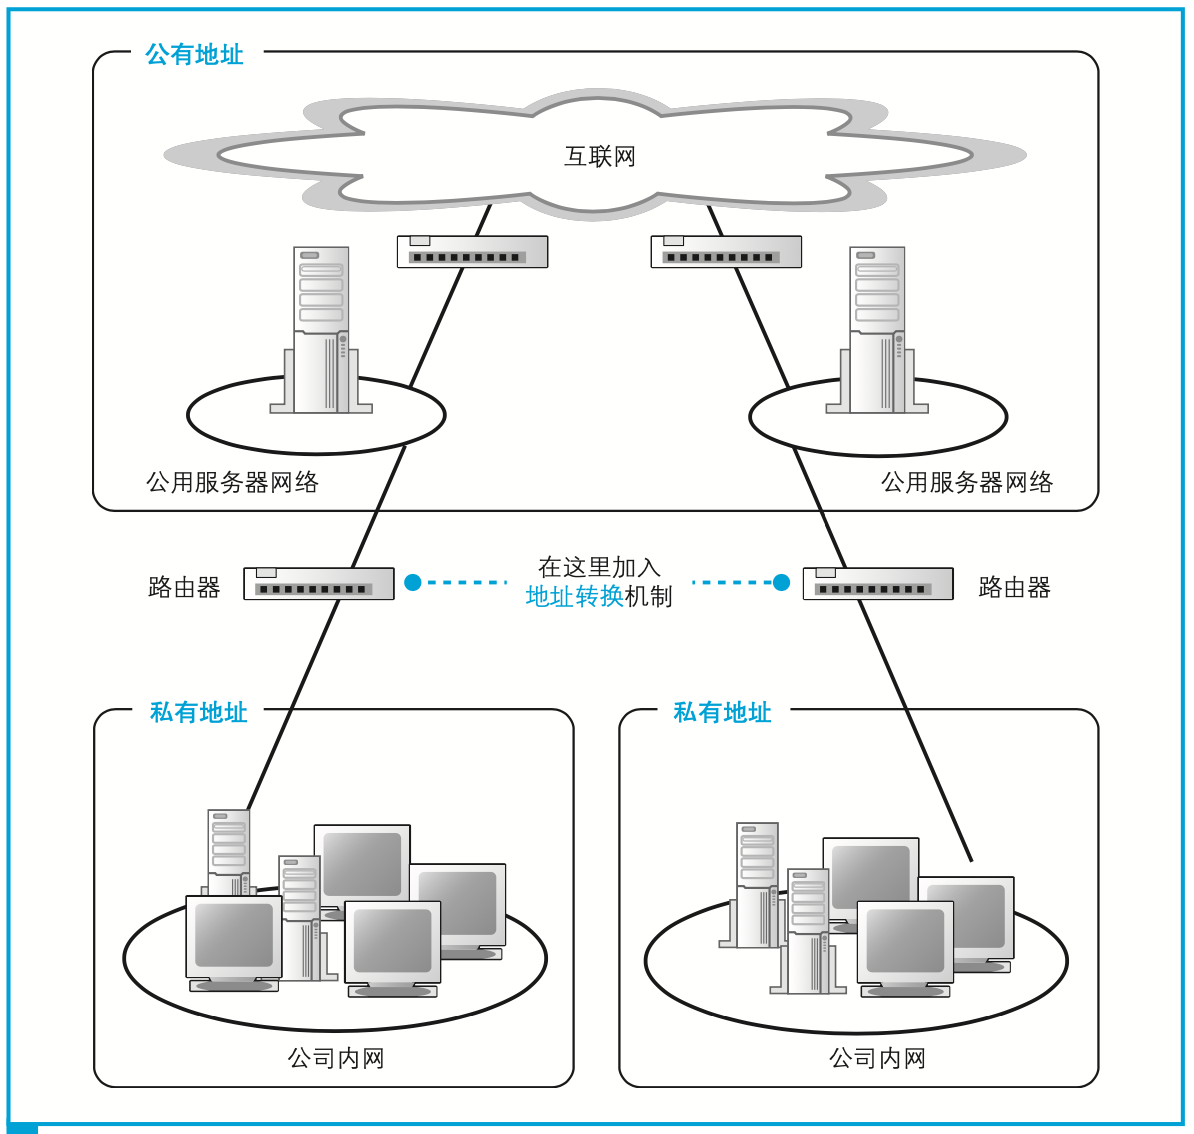 公有地址
互联网
公用服务器网络
公用服务器网络
路由器
在这里加入
地址转换机制
路由器
私有地址
私有地址
公司内网
公司内网